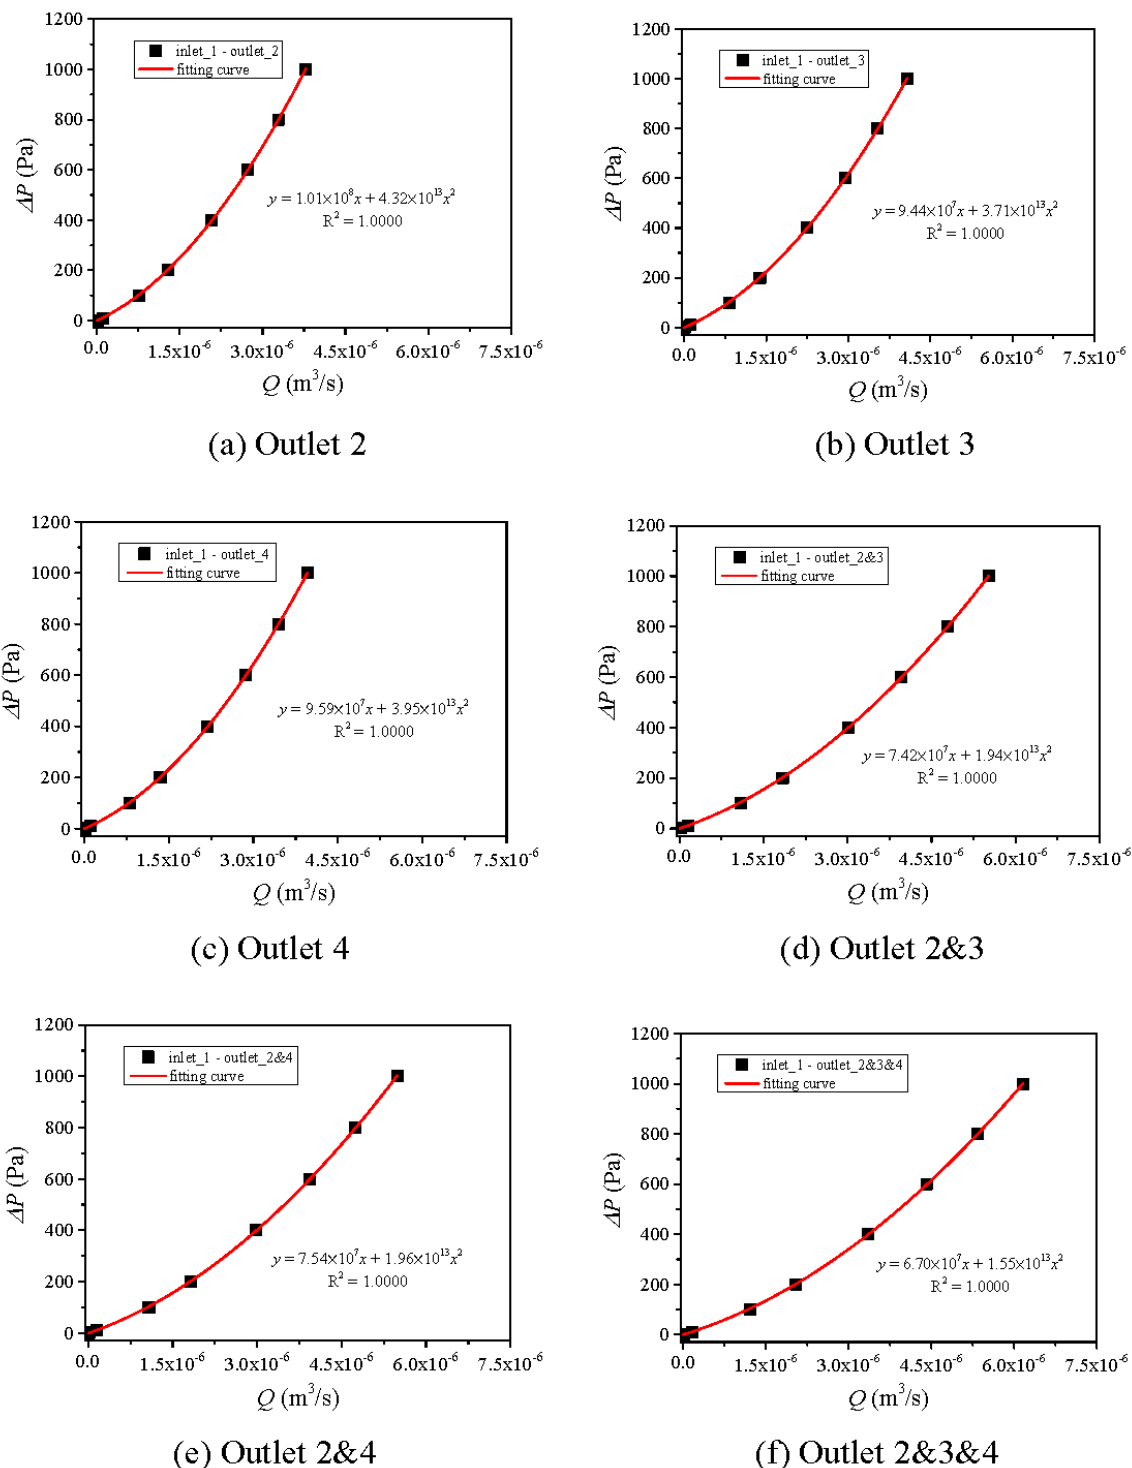 1200
1000
800
600
400
200
0
ΔP (Pa)
inlet_1 - outlet_2
fitting curve
y = 1.01×10⁸x + 4.32×10¹³x²
R² = 1.0000
0.0 1.5x10⁻⁶ 3.0x10⁻⁶ 4.5x10⁻⁶ 6.0x10⁻⁶ 7.5x10⁻⁶
Q (m³/s)
(a) Outlet 2
1200
1000
800
600
400
200
0
ΔP (Pa)
inlet_1 - outlet_3
fitting curve
y = 9.44×10⁷x + 3.71×10¹³x²
R² = 1.0000
0.0 1.5x10⁻⁶ 3.0x10⁻⁶ 4.5x10⁻⁶ 6.0x10⁻⁶ 7.5x10⁻⁶
Q (m³/s)
(b) Outlet 3
1200
1000
800
600
400
200
0
ΔP (Pa)
inlet_1 - outlet_4
fitting curve
y = 9.59×10⁷x + 3.95×10¹³x²
R² = 1.0000
0.0 1.5x10⁻⁶ 3.0x10⁻⁶ 4.5x10⁻⁶ 6.0x10⁻⁶ 7.5x10⁻⁶
Q (m³/s)
(c) Outlet 4
1200
1000
800
600
400
200
0
ΔP (Pa)
inlet_1 - outlet_2&3
fitting curve
y = 7.42×10⁷x + 1.94×10¹³x²
R² = 1.0000
0.0 1.5x10⁻⁶ 3.0x10⁻⁶ 4.5x10⁻⁶ 6.0x10⁻⁶ 7.5x10⁻⁶
Q (m³/s)
(d) Outlet 2&3
1200
1000
800
600
400
200
0
ΔP (Pa)
inlet_1 - outlet_2&4
fitting curve
y = 7.54×10⁷x + 1.96×10¹³x²
R² = 1.0000
0.0 1.5x10⁻⁶ 3.0x10⁻⁶ 4.5x10⁻⁶ 6.0x10⁻⁶ 7.5x10⁻⁶
Q (m³/s)
(e) Outlet 2&4
1200
1000
800
600
400
200
0
ΔP (Pa)
inlet_1 - outlet_2&3&4
fitting curve
y = 6.70×10⁷x + 1.55×10¹³x²
R² = 1.0000
0.0 1.5x10⁻⁶ 3.0x10⁻⁶ 4.5x10⁻⁶ 6.0x10⁻⁶ 7.5x10⁻⁶
Q (m³/s)
(f) Outlet 2&3&4